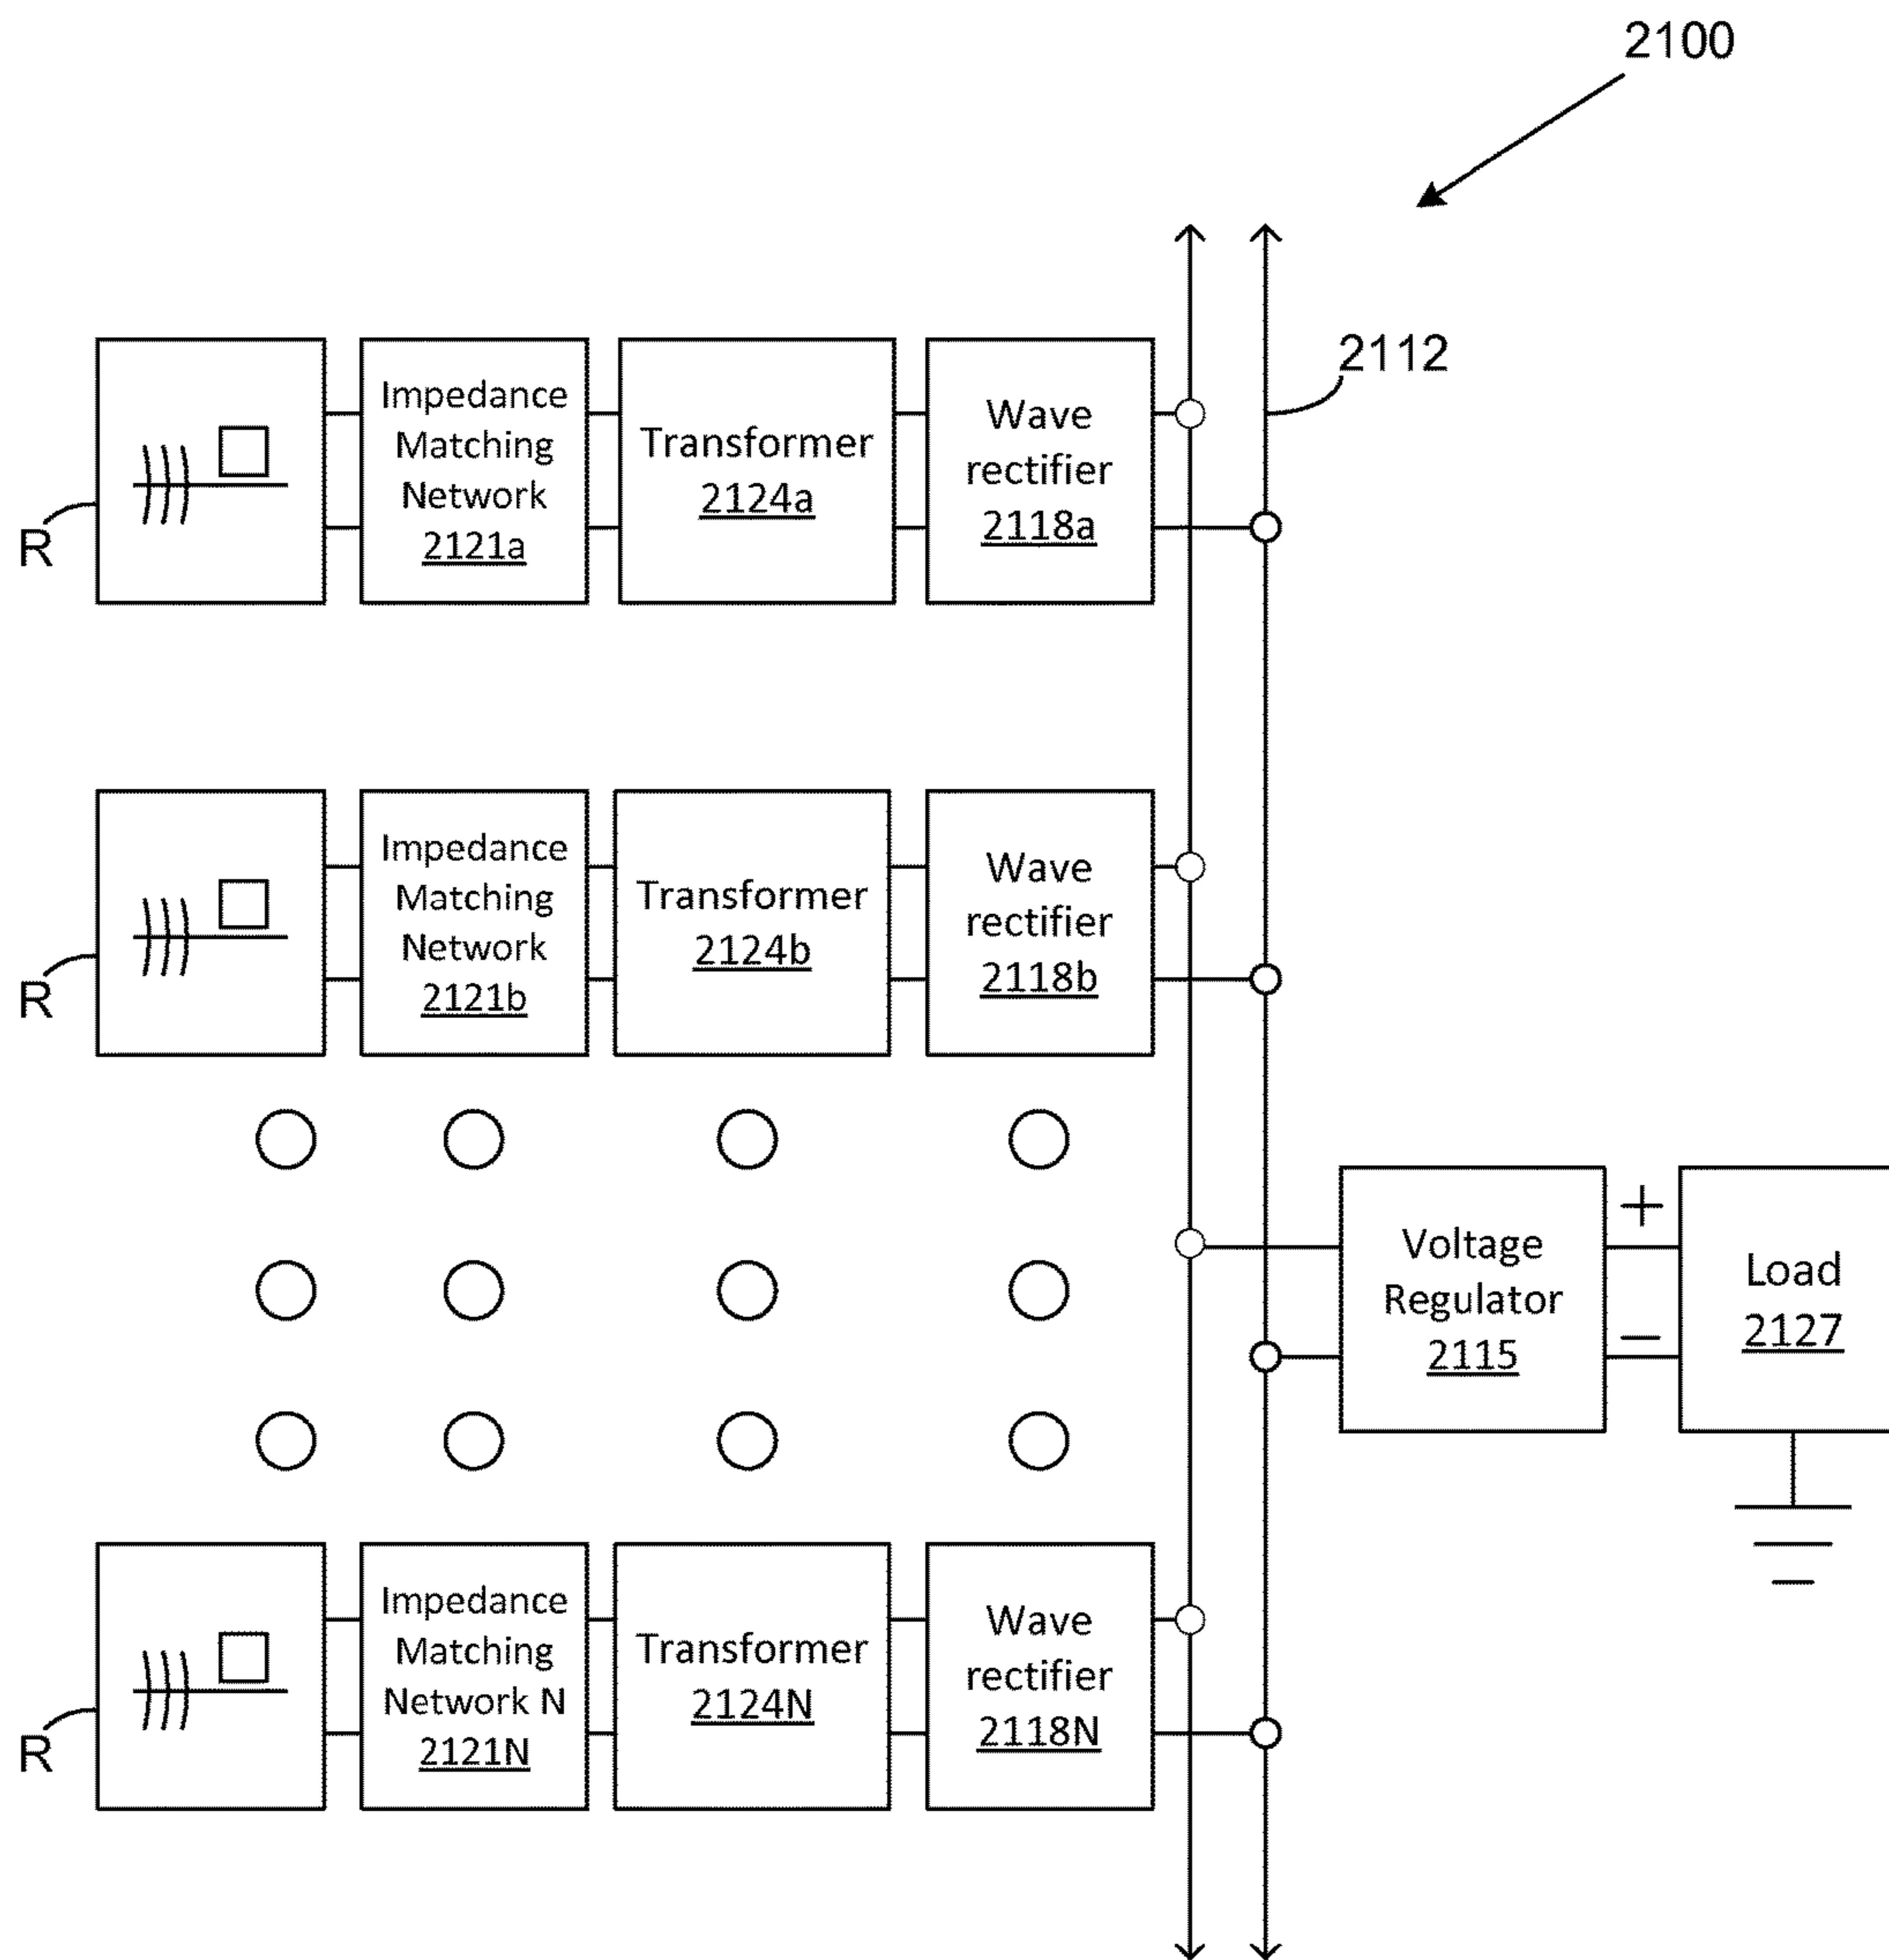 2100
2112
R
Impedance
Matching
Network
2121a
Transformer
2124a
Wave
rectifier
2118a
R
Impedance
Matching
Network
2121b
Transformer
2124b
Wave
rectifier
2118b
Voltage
Regulator
2115
+
−
Load
2127
R
Impedance
Matching
Network N
2121N
Transformer
2124N
Wave
rectifier
2118N